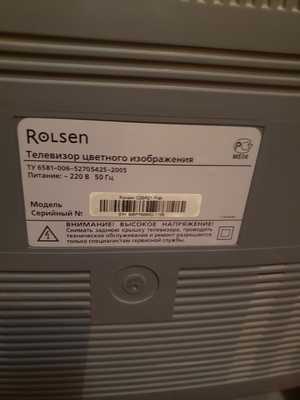 ROLSEN
Телевизор цветного изображения
ТУ 6581-006-52705425-2005
Питание: ~ 220 В 50 Гц
Модель
Rolsen
Серийный №
ВНИМАНИЕ! ВЫСОКОЕ НАПРЯЖЕНИЕ!
Снимать заднюю крышку телевизора, проводить
техническое обслуживание и ремонт разрешается
только специалистам сервисной службы.